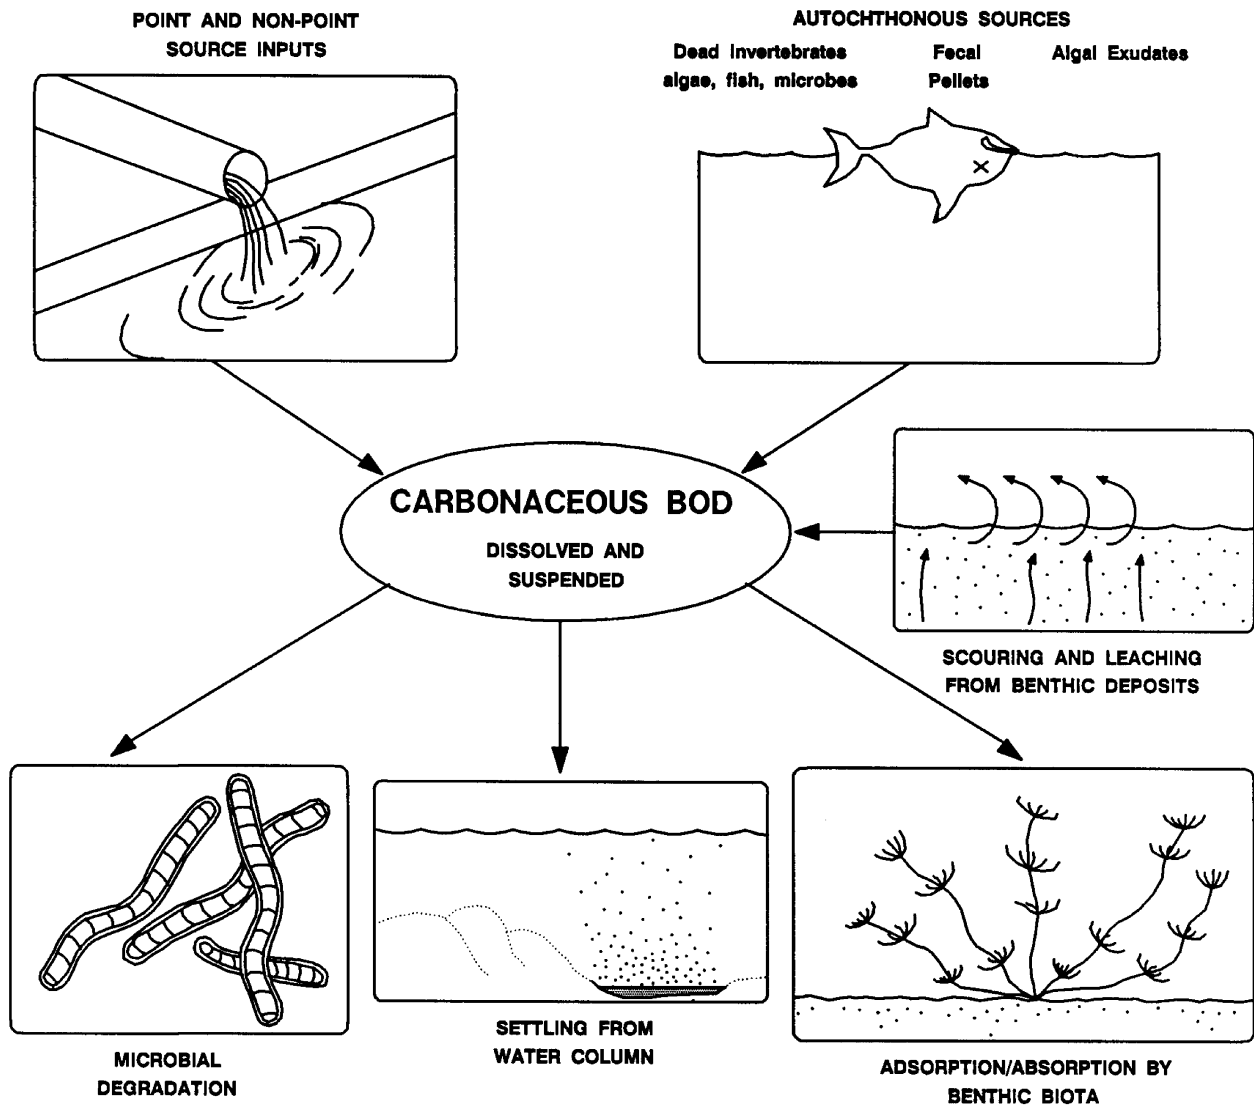 POINT AND NON-POINT
SOURCE INPUTS
AUTOCHTHONOUS SOURCES
Dead Invertebrates
algae, fish, microbes
Fecal
Pellets
Algal Exudates
CARBONACEOUS BOD
DISSOLVED AND
SUSPENDED
SCOURING AND LEACHING
FROM BENTHIC DEPOSITS
MICROBIAL
DEGRADATION
SETTLING FROM
WATER COLUMN
ADSORPTION/ABSORPTION BY
BENTHIC BIOTA